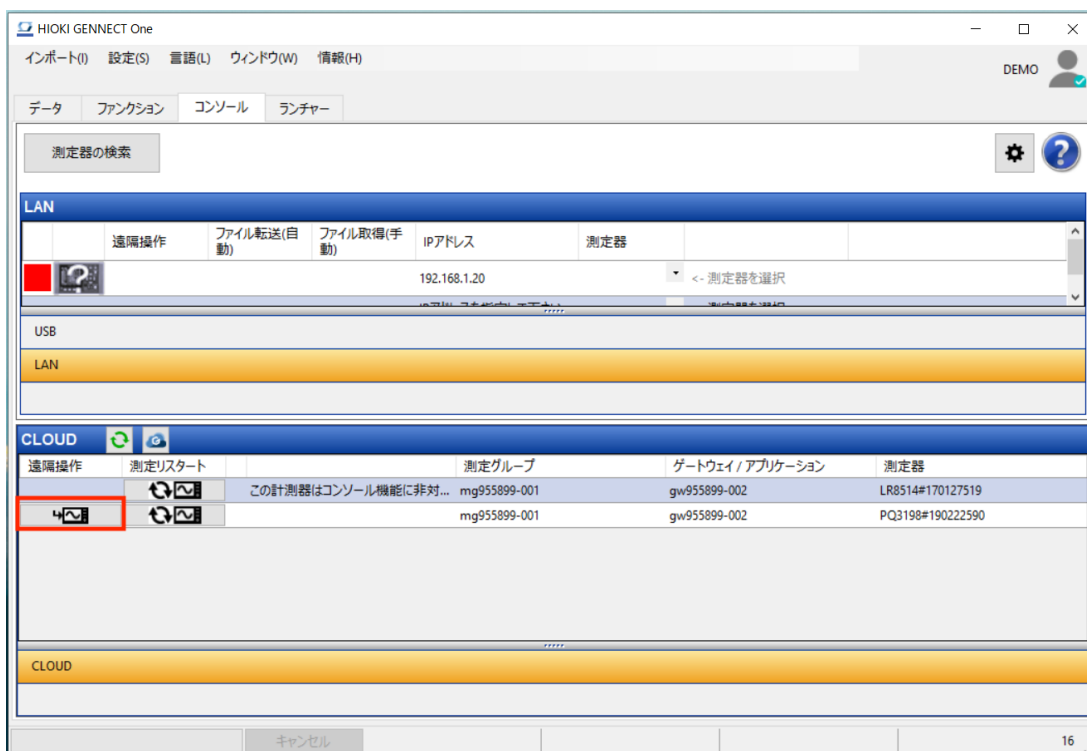 HIOKI GENNECT One
インポート(I) 設定(S) 言語(L) ウィンドウ(W) 情報(H)
DEMO
データ ファンクション コンソール ランチャー
測定器の検索
LAN
遠隔操作 ファイル転送(自動) ファイル取得(手動) IPアドレス 測定器
192.168.1.20 <- 測定器を選択
USB
LAN
CLOUD
遠隔操作 測定リスタート 測定グループ ゲートウェイ / アプリケーション 測定器
この計測器はコンソール機能に非対... mg955899-001 gw955899-002 LR8514#170127519
mg955899-001 gw955899-002 PQ3198#190222590
CLOUD
キャンセル 16